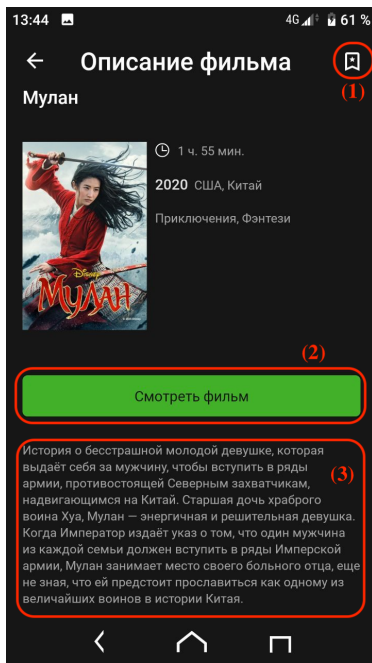 13:44 4G 61 %
Описание фильма
(1)
Мулан
1 ч. 55 мин.
2020 США, Китай
Приключения, Фэнтези
Disney
МУЛАН
(2)
Смотреть фильм
(3)
История о бесстрашной молодой девушке, которая
выдаёт себя за мужчину, чтобы вступить в ряды
армии, противостоящей Северным захватчикам,
надвигающимся на Китай. Старшая дочь храброго
воина Хуа, Мулан — энергичная и решительная девушка.
Когда Император издаёт указ о том, что один мужчина
из каждой семьи должен вступить в ряды Имперской
армии, Мулан занимает место своего больного отца, еще
не зная, что ей предстоит прославиться как одному из
величайших воинов в истории Китая.